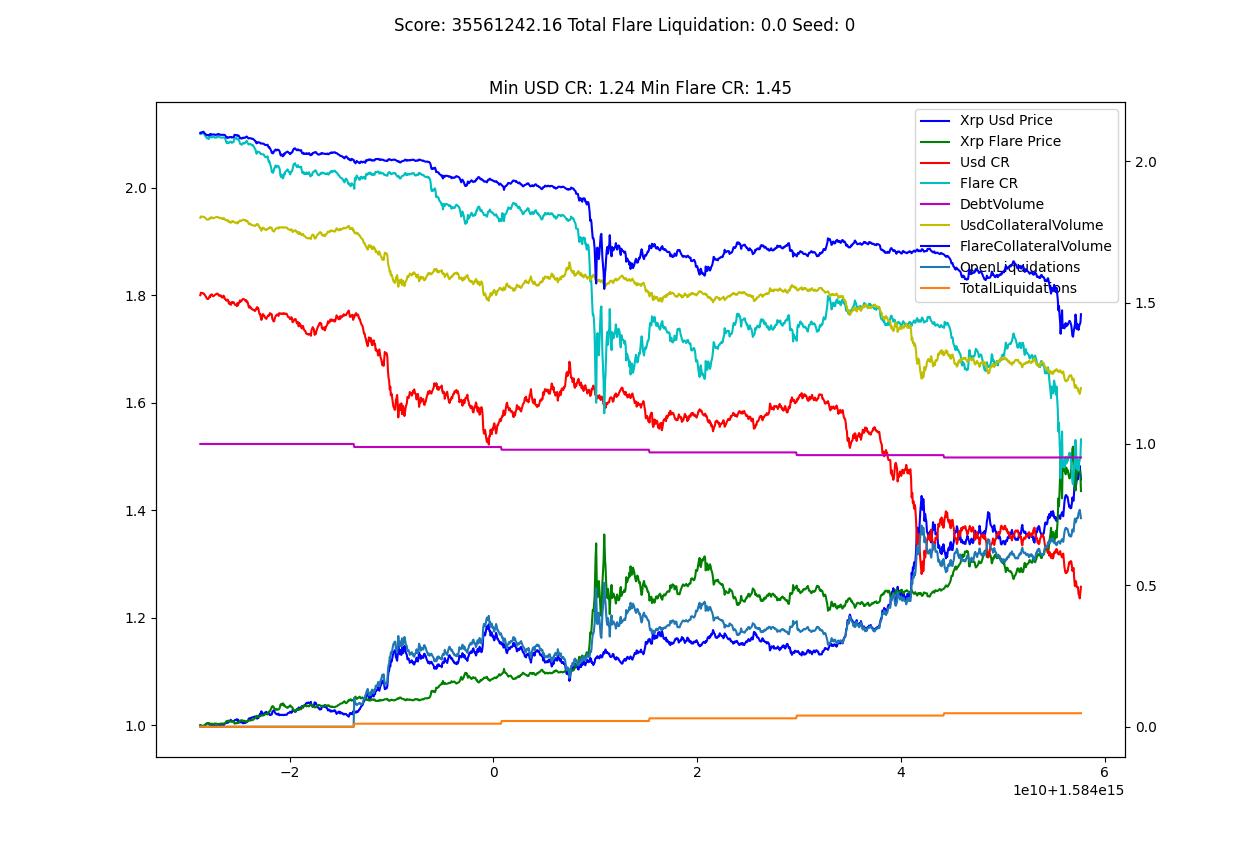 Score: 35561242.16 Total Flare Liquidation: 0.0 Seed: 0
Min USD CR: 1.24 Min Flare CR: 1.45
Xrp Usd Price
Xrp Flare Price
Usd CR
Flare CR
DebtVolume
UsdCollateralVolume
FlareCollateralVolume
OpenLiquidations
TotalLiquidations
2.0
1.8
1.6
1.4
1.2
1.0
2.0
1.5
1.0
0.5
0.0
−2
0
2
4
6
1e10+1.584e15